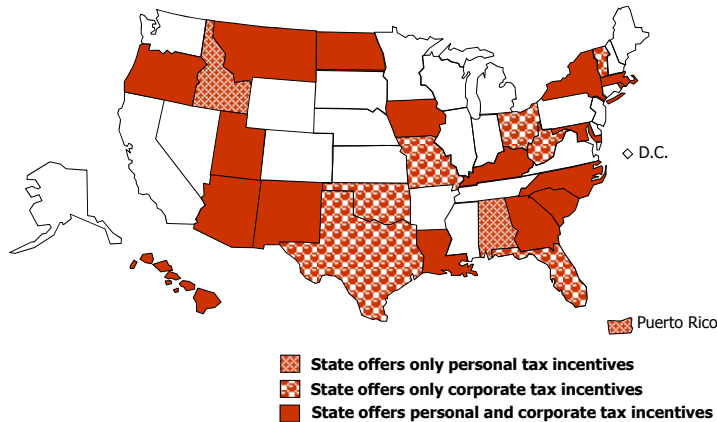 D.C.
Puerto Rico
State offers only personal tax incentives
State offers only corporate tax incentives
State offers personal and corporate tax incentives